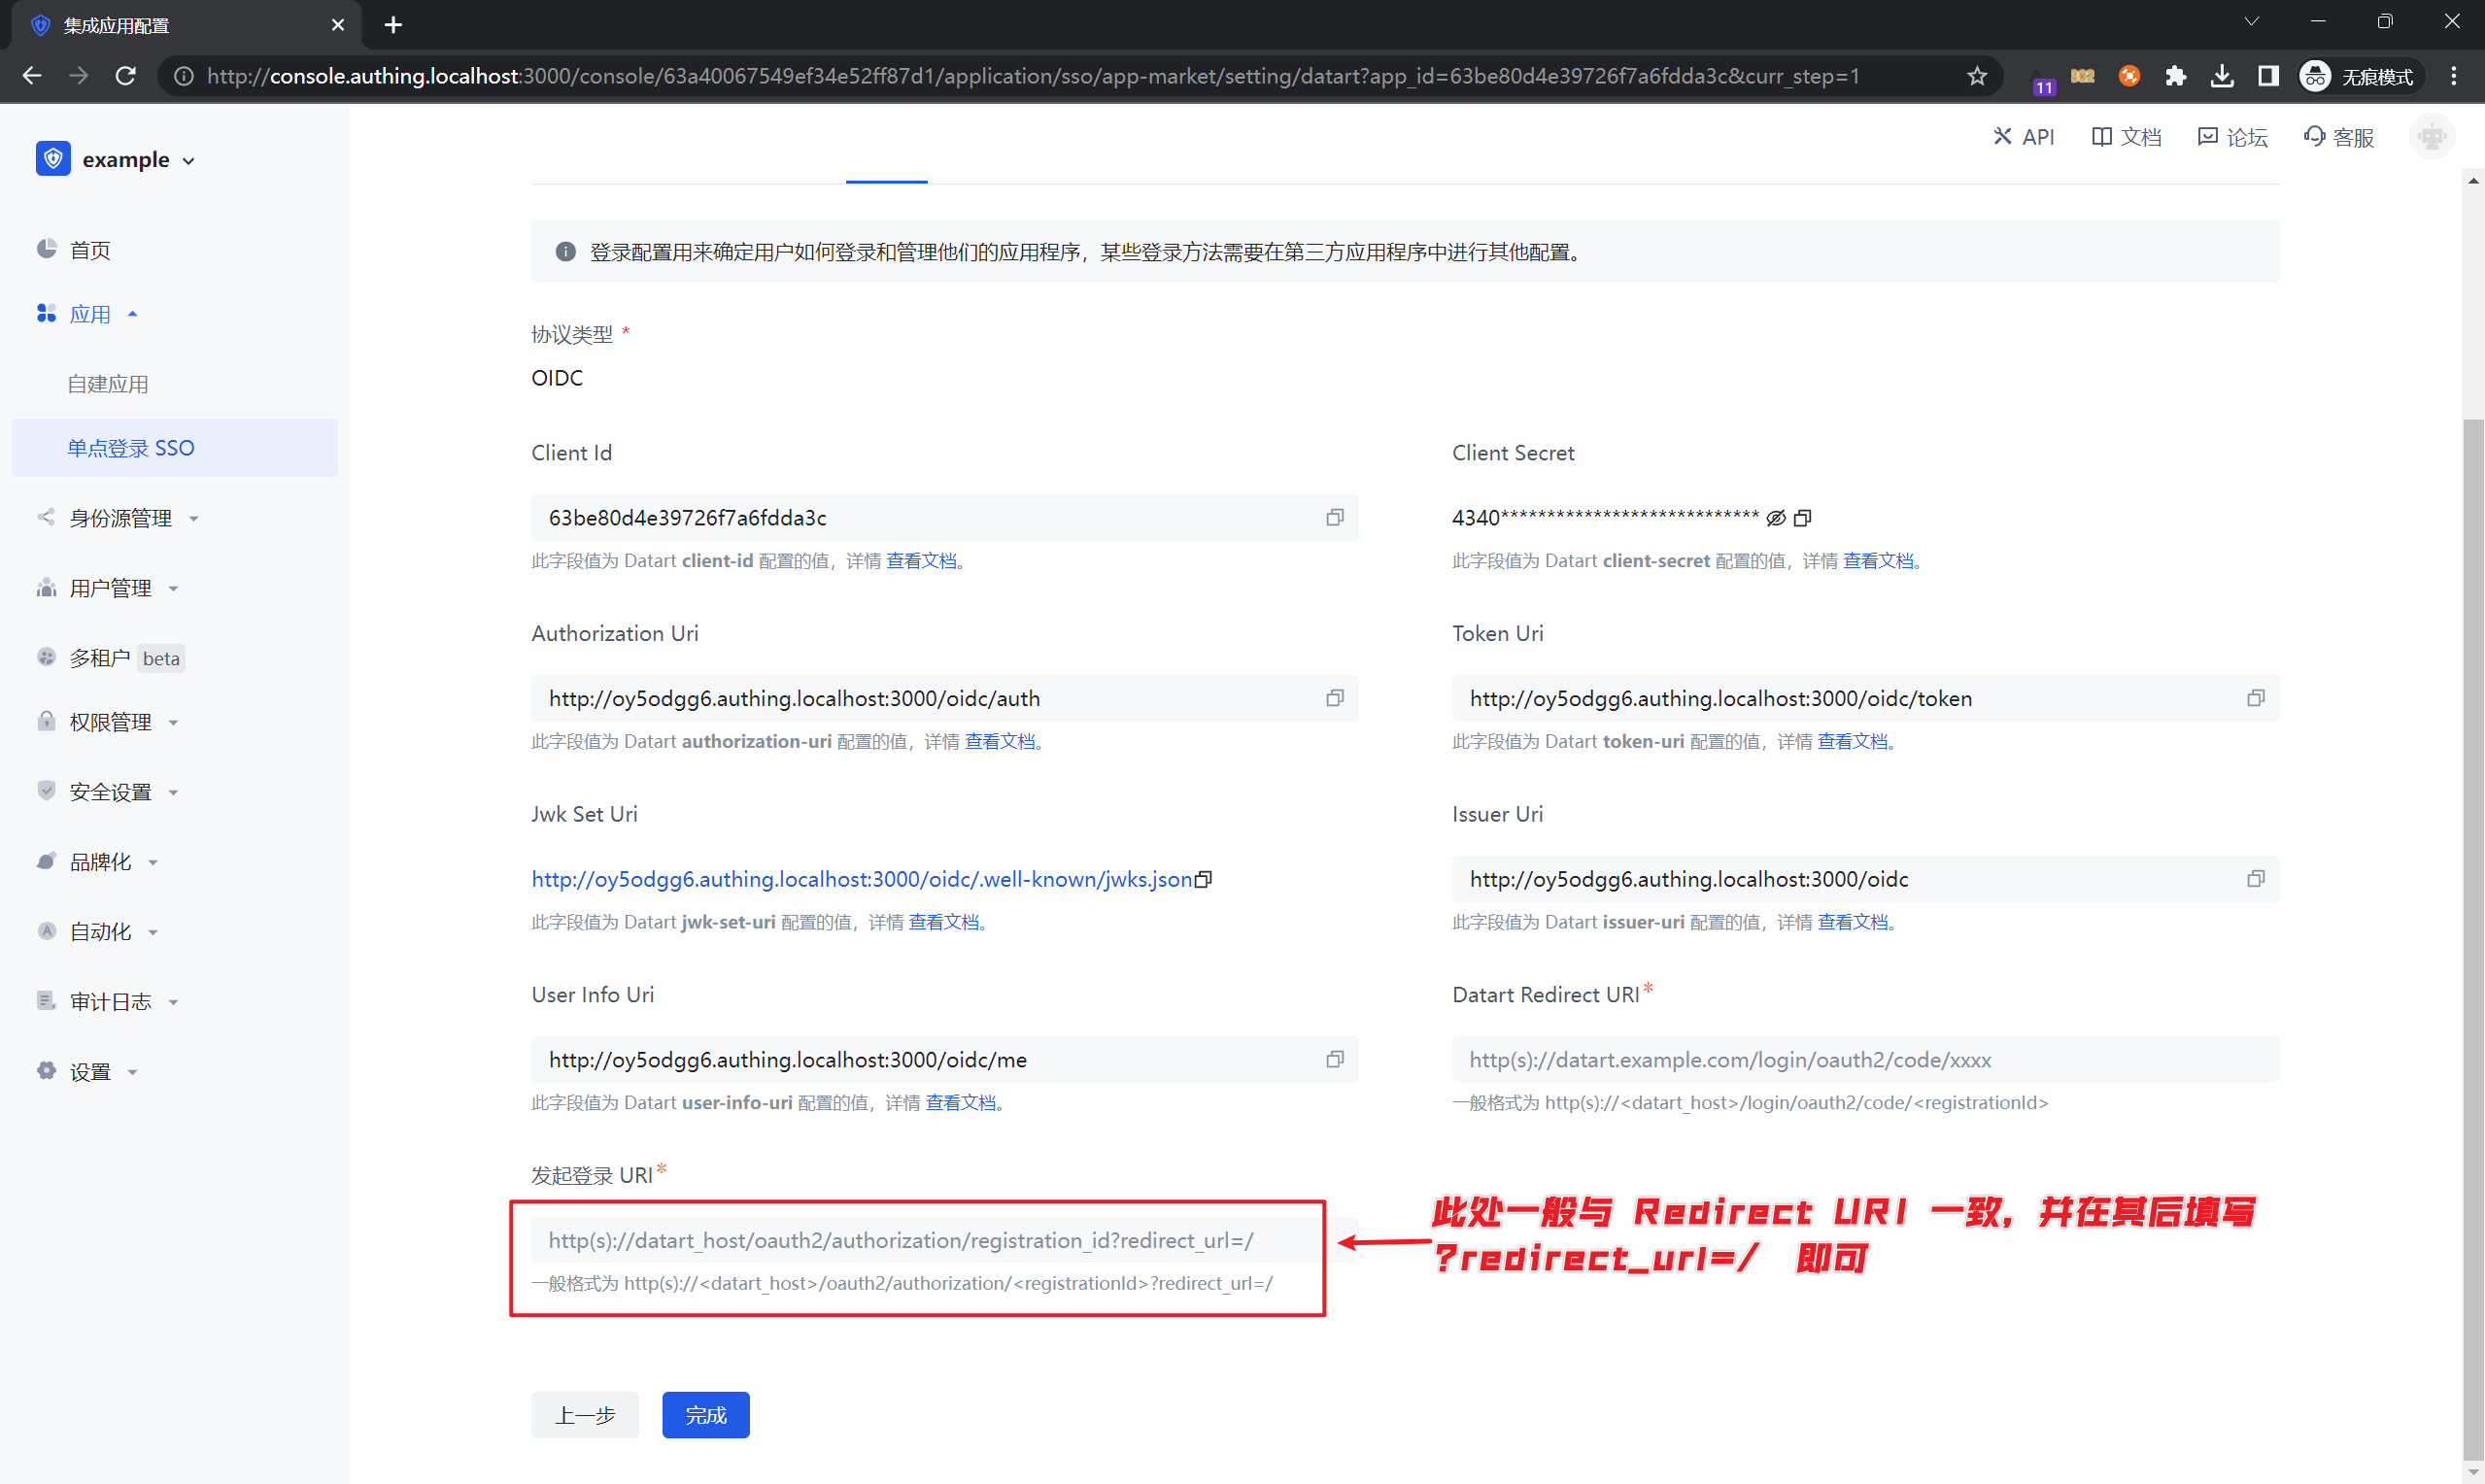 集成应用配置
http://console.authing.localhost:3000/console/63a40067549ef34e52ff87d1/application/sso/app-market/setting/datart?app_id=63be80d4e39726f7a6fdda3c&curr_step=1
11
302
无痕模式
example
API
文档
论坛
客服
首页
应用
自建应用
单点登录 SSO
身份源管理
用户管理
多租户 beta
权限管理
安全设置
品牌化
自动化
审计日志
设置
登录配置用来确定用户如何登录和管理他们的应用程序，某些登录方法需要在第三方应用程序中进行其他配置。
协议类型 *
OIDC
Client Id
63be80d4e39726f7a6fdda3c
此字段值为 Datart client-id 配置的值，详情 查看文档。
Client Secret
4340****************************
此字段值为 Datart client-secret 配置的值，详情 查看文档。
Authorization Uri
http://oy5odgg6.authing.localhost:3000/oidc/auth
此字段值为 Datart authorization-uri 配置的值，详情 查看文档。
Token Uri
http://oy5odgg6.authing.localhost:3000/oidc/token
此字段值为 Datart token-uri 配置的值，详情 查看文档。
Jwk Set Uri
http://oy5odgg6.authing.localhost:3000/oidc/.well-known/jwks.json
此字段值为 Datart jwk-set-uri 配置的值，详情 查看文档。
Issuer Uri
http://oy5odgg6.authing.localhost:3000/oidc
此字段值为 Datart issuer-uri 配置的值，详情 查看文档。
User Info Uri
http://oy5odgg6.authing.localhost:3000/oidc/me
此字段值为 Datart user-info-uri 配置的值，详情 查看文档。
Datart Redirect URI*
http(s)://datart.example.com/login/oauth2/code/xxxx
一般格式为 http(s)://<datart_host>/login/oauth2/code/<registrationId>
发起登录 URI*
http(s)://datart_host/oauth2/authorization/registration_id?redirect_url=/
一般格式为 http(s)://<datart_host>/oauth2/authorization/<registrationId>?redirect_url=/
此处一般与 Redirect URI 一致，并在其后填写
?redirect_url=/ 即可
上一步
完成